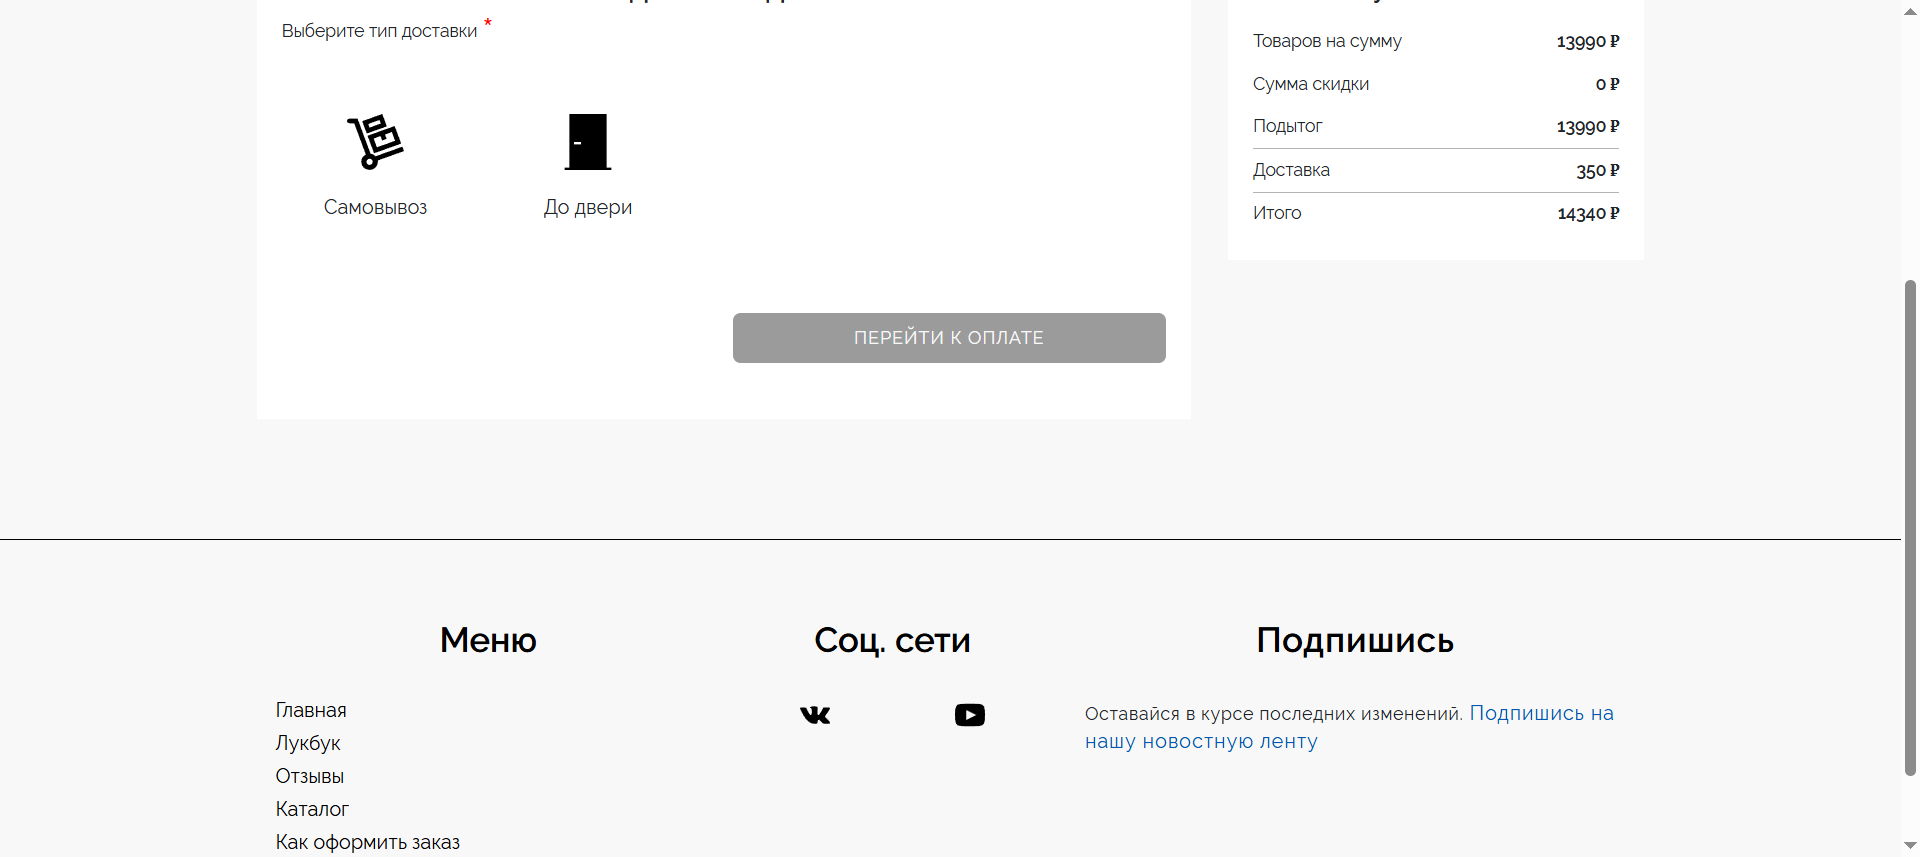 Выберите тип доставки *
Самовывоз
До двери
ПЕРЕЙТИ К ОПЛАТЕ
Товаров на сумму 13990 ₽
Сумма скидки 0 ₽
Подытог 13990 ₽
Доставка 350 ₽
Итого 14340 ₽
Меню
Главная
Лукбук
Отзывы
Каталог
Как оформить заказ
Соц. сети
Подпишись
Оставайся в курсе последних изменений. Подпишись на
нашу новостную ленту